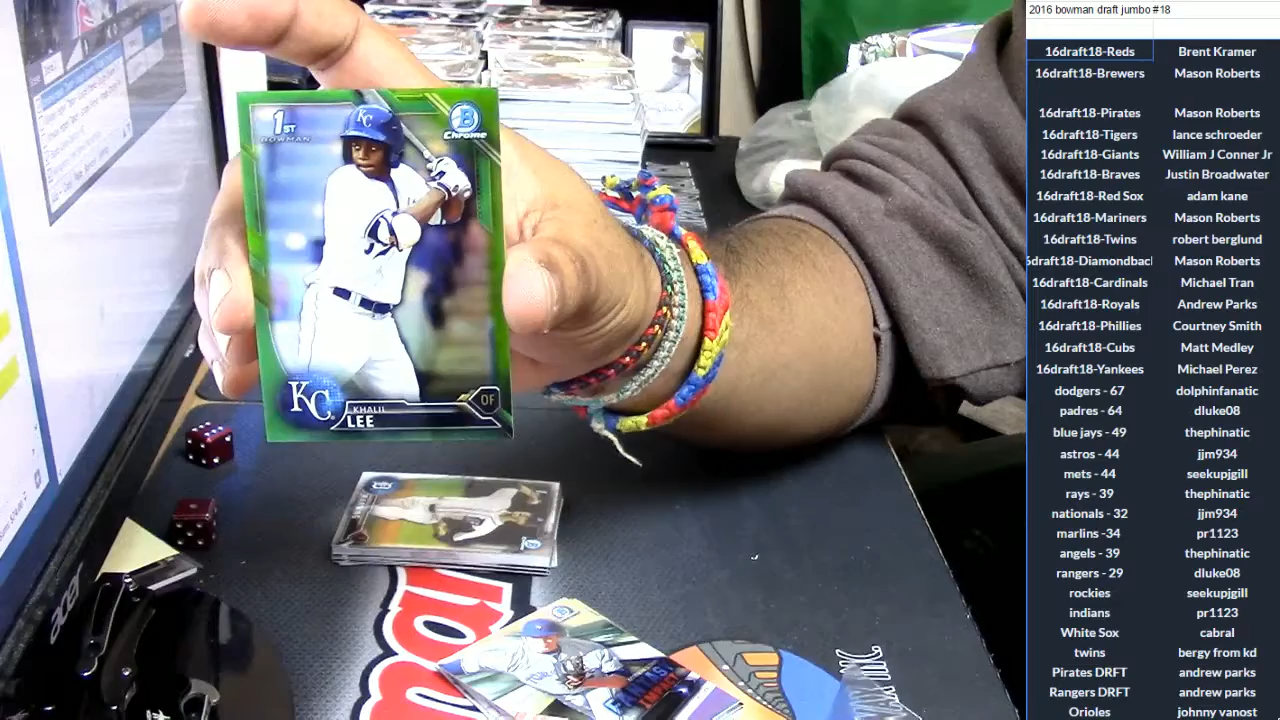 2016 bowman draft jumbo #18
16draft18-Reds Brent Kramer
16draft18-Brewers Mason Roberts
16draft18-Pirates Mason Roberts
16draft18-Tigers lance schroeder
16draft18-Giants William J Conner Jr
16draft18-Braves Justin Broadwater
16draft18-Red Sox adam kane
16draft18-Mariners Mason Roberts
16draft18-Twins robert berglund
6draft18-Diamondbacl Mason Roberts
16draft18-Cardinals Michael Tran
16draft18-Royals Andrew Parks
16draft18-Phillies Courtney Smith
16draft18-Cubs Matt Medley
16draft18-Yankees Michael Perez
dodgers - 67 dolphinfanatic
padres - 64 dluke08
blue jays - 49 thephinatic
astros - 44 jjm934
mets - 44 seekupjgill
rays - 39 thephinatic
nationals - 32 jjm934
marlins -34 pr1123
angels - 39 thephinatic
rangers - 29 dluke08
rockies seekupjgill
indians pr1123
White Sox cabral
twins bergy from kd
Pirates DRFT andrew parks
Rangers DRFT andrew parks
Orioles johnny vanost
1ST
BOWMAN
B
Chrome
KC
KC
KHALIL
LEE
OF
acer